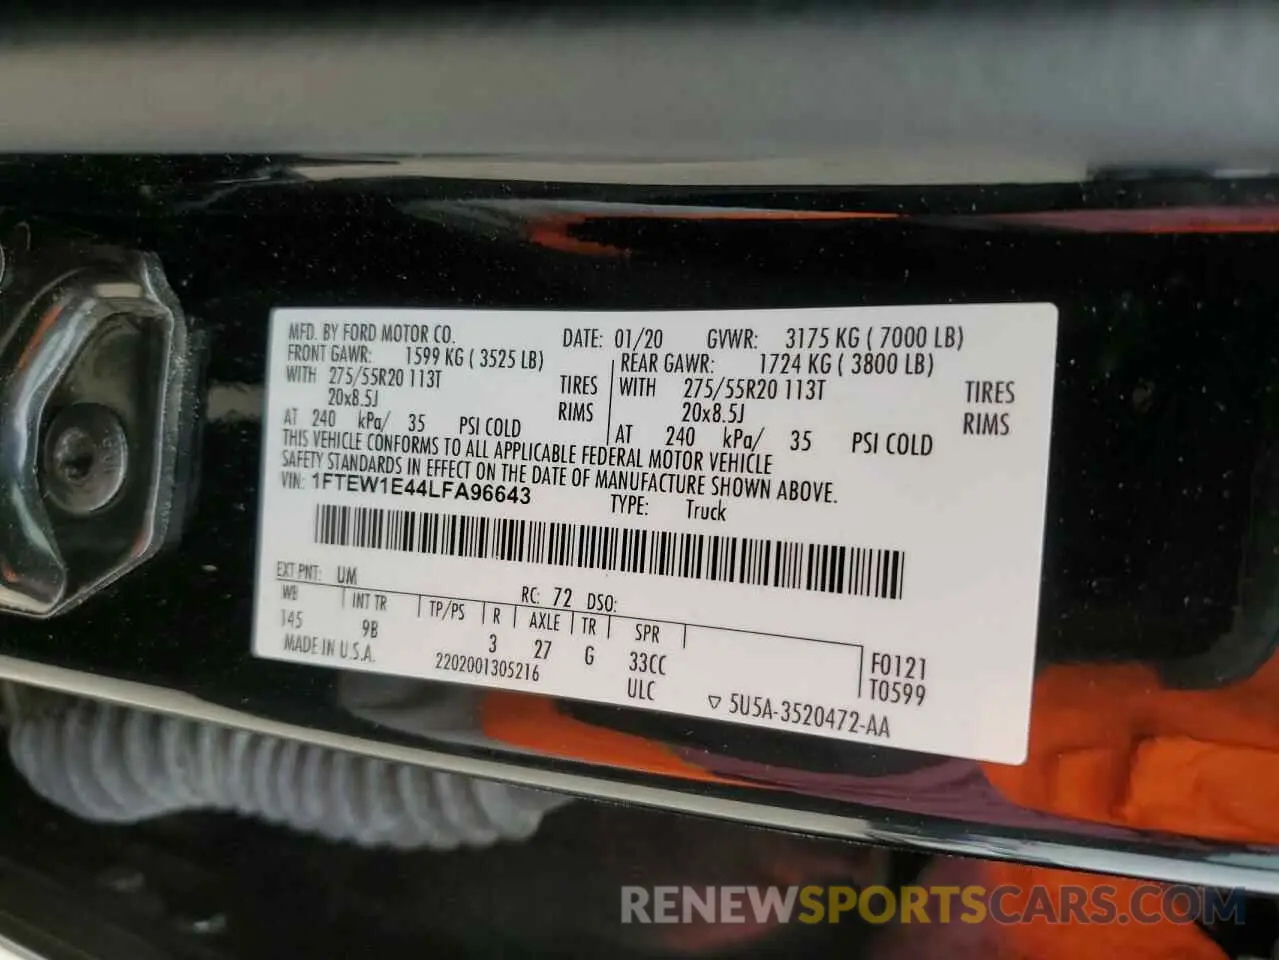 MFD. BY FORD MOTOR CO. DATE: 01/20 GVWR: 3175 KG ( 7000 LB)
FRONT GAWR: 1599 KG ( 3525 LB) REAR GAWR: 1724 KG ( 3800 LB)
WITH 275/55R20 113T TIRES WITH 275/55R20 113T TIRES
20x8.5J RIMS 20x8.5J RIMS
AT 240 kPa/ 35 PSI COLD AT 240 kPa/ 35 PSI COLD
THIS VEHICLE CONFORMS TO ALL APPLICABLE FEDERAL MOTOR VEHICLE
SAFETY STANDARDS IN EFFECT ON THE DATE OF MANUFACTURE SHOWN ABOVE.
VIN: 1FTEW1E44LFA96643 TYPE: Truck
EXT PNT: UM RC: 72 DSO:
WB INT TR TP/PS R AXLE TR SPR
145 9B 3 27 G 33CC F0121
MADE IN U.S.A. 2202001305216 ULC T0599
▽ 5U5A-3520472-AA
RENEWSPORTSCARS.COM